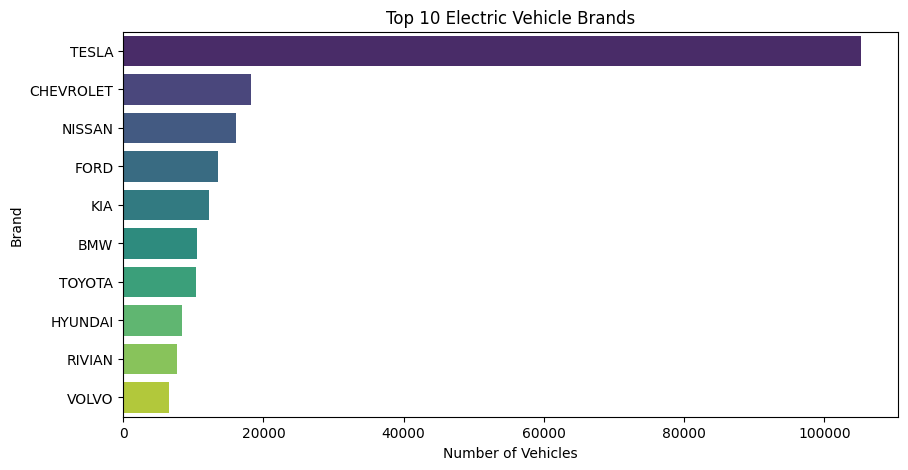 Top 10 Electric Vehicle Brands
TESLA
CHEVROLET
NISSAN
FORD
KIA
BMW
TOYOTA
HYUNDAI
RIVIAN
VOLVO
Brand
0 20000 40000 60000 80000 100000
Number of Vehicles